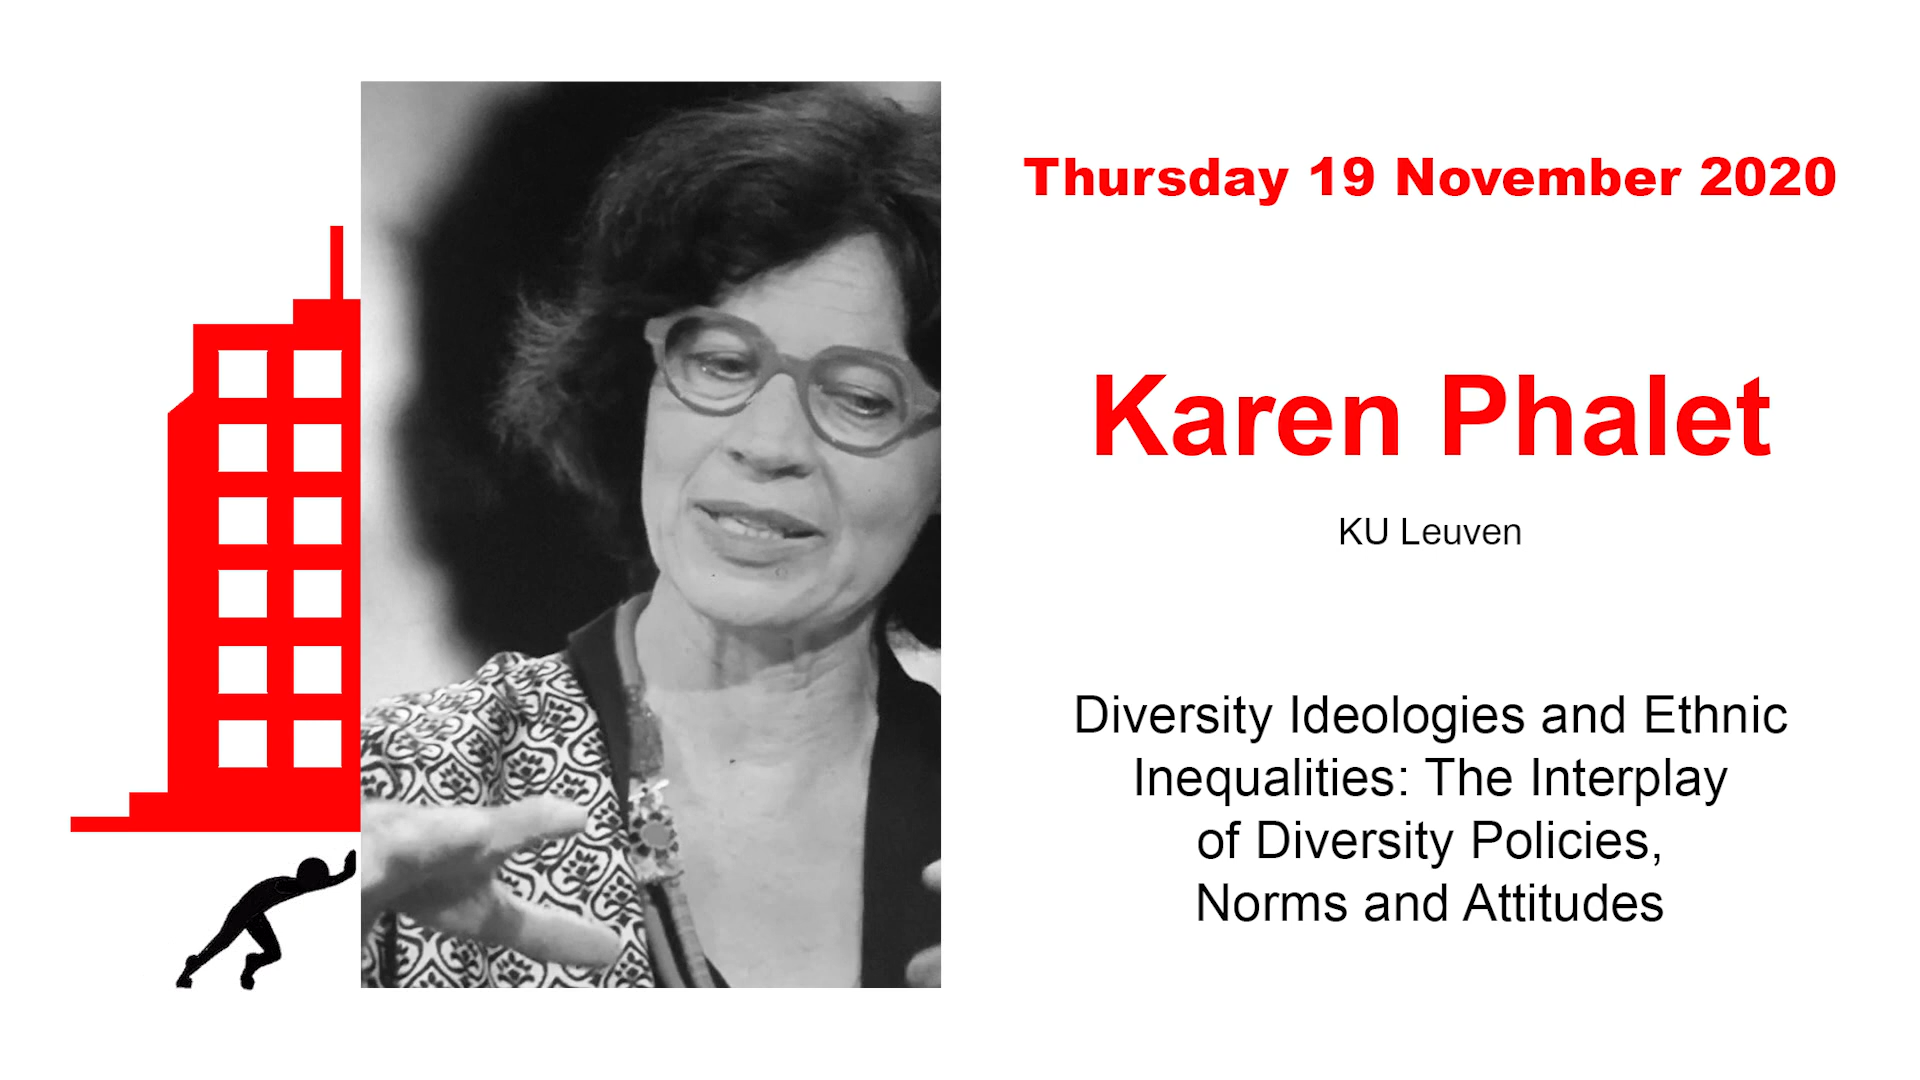 Thursday 19 November 2020
Karen Phalet
KU Leuven
Diversity Ideologies and Ethnic
Inequalities: The Interplay
of Diversity Policies,
Norms and Attitudes